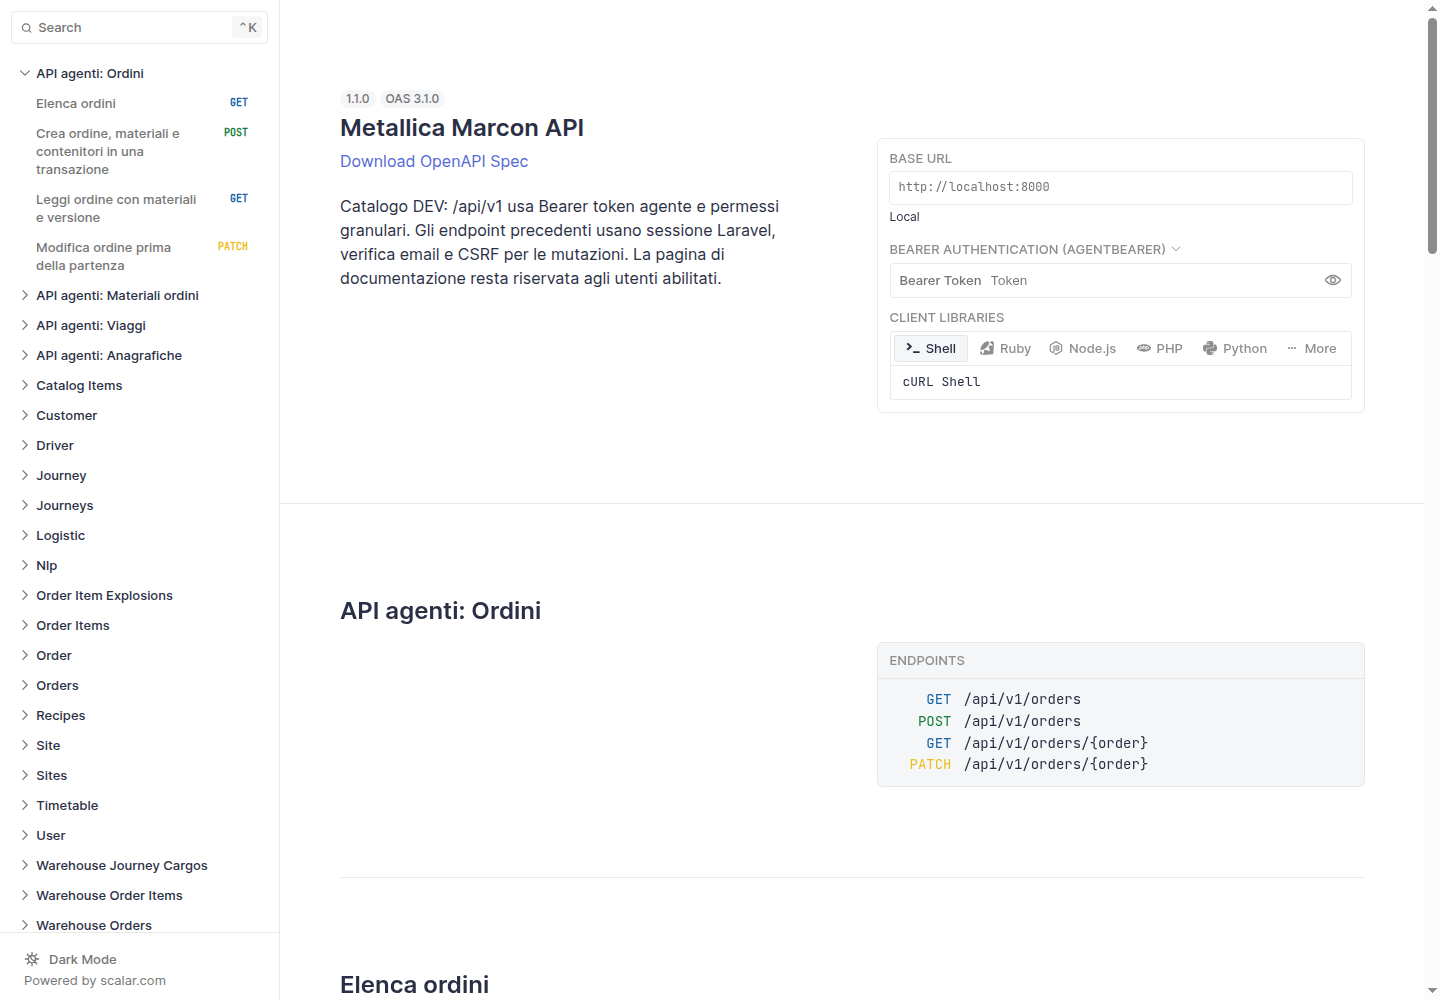 Search
⌃K
API agenti: Ordini
Elenca ordini GET
Crea ordine, materiali e POST
contenitori in una
transazione
Leggi ordine con materiali GET
e versione
Modifica ordine prima PATCH
della partenza
API agenti: Materiali ordini
API agenti: Viaggi
API agenti: Anagrafiche
Catalog Items
Customer
Driver
Journey
Journeys
Logistic
Nlp
Order Item Explosions
Order Items
Order
Orders
Recipes
Site
Sites
Timetable
User
Warehouse Journey Cargos
Warehouse Order Items
Warehouse Orders
Dark Mode
Powered by scalar.com
1.1.0 OAS 3.1.0
Metallica Marcon API
Download OpenAPI Spec
Catalogo DEV: /api/v1 usa Bearer token agente e permessi
granulari. Gli endpoint precedenti usano sessione Laravel,
verifica email e CSRF per le mutazioni. La pagina di
documentazione resta riservata agli utenti abilitati.
BASE URL
http://localhost:8000
Local
BEARER AUTHENTICATION (AGENTBEARER)
Bearer Token Token
CLIENT LIBRARIES
Shell Ruby Node.js PHP Python More
cURL Shell
API agenti: Ordini
ENDPOINTS
GET /api/v1/orders
POST /api/v1/orders
GET /api/v1/orders/{order}
PATCH /api/v1/orders/{order}
Elenca ordini